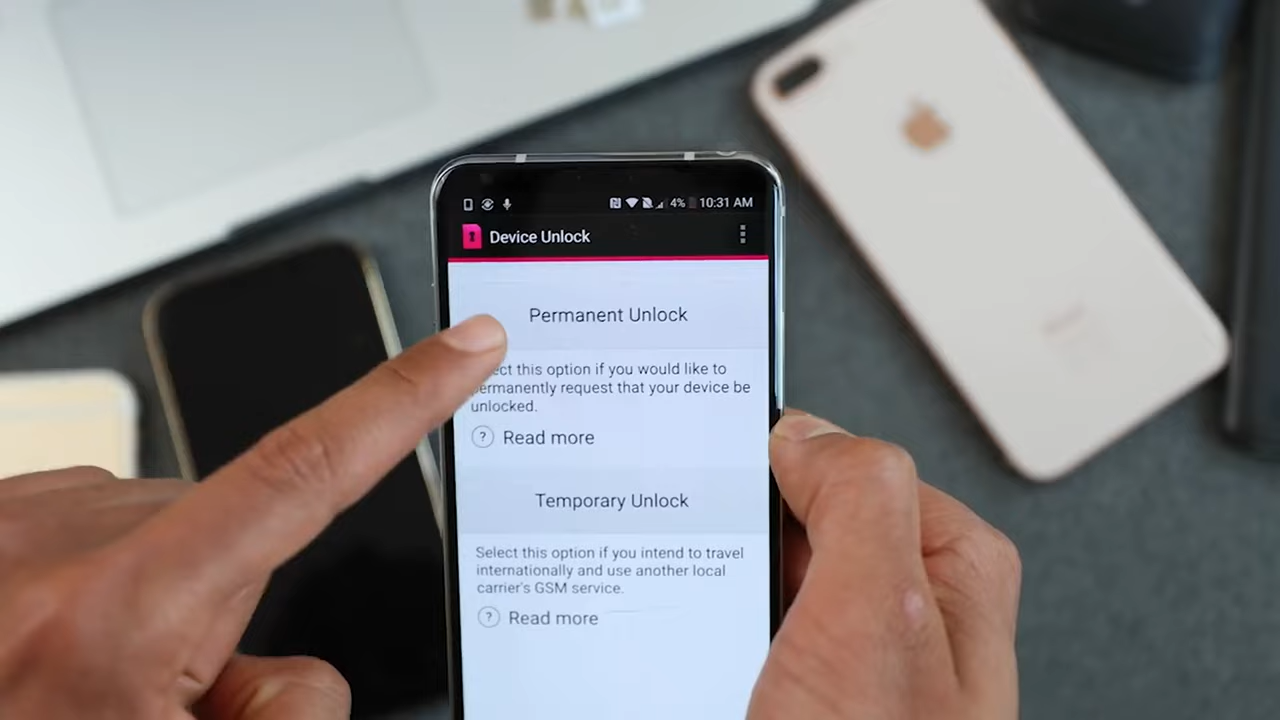 4% 10:31 AM
Device Unlock
Permanent Unlock
this option if you would like to
request that your device be
unlocked.
? Read more
Temporary Unlock
Select this option if you intend to travel
internationally and use another local
carrier's GSM service.
? Read more